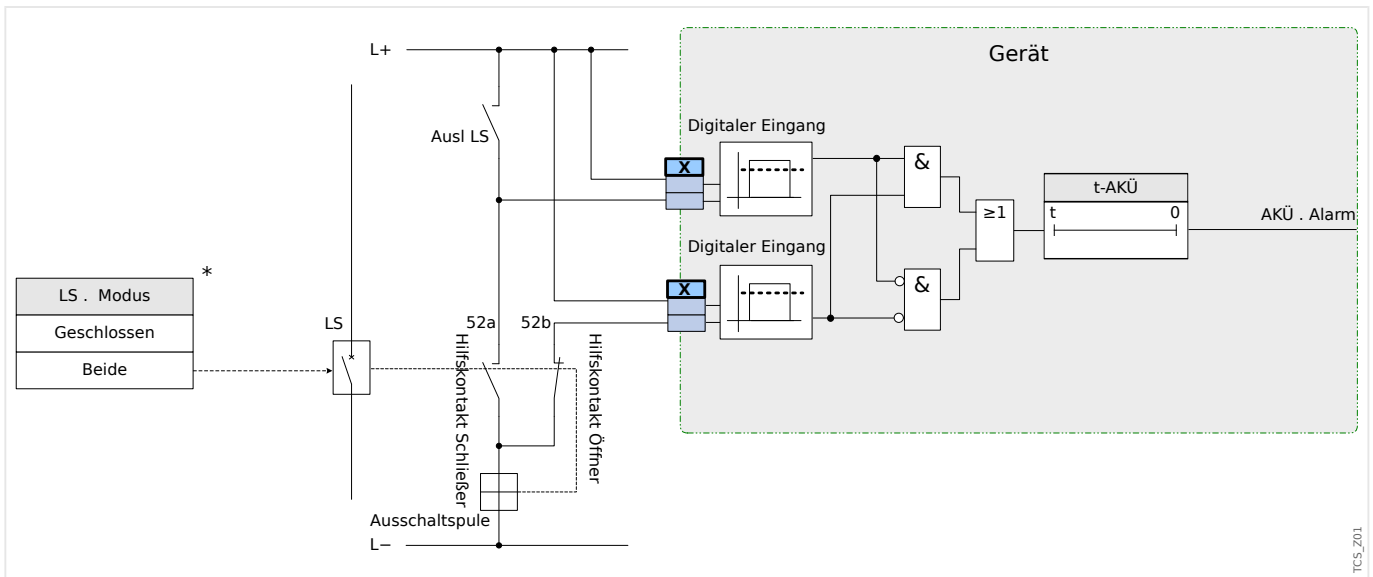 L+
Gerät
Ausl LS
Digitaler Eingang
X
&
t-AKÜ
t 0
≥1
AKÜ . Alarm
Digitaler Eingang
X
&
*
LS . Modus
Geschlossen
Beide
LS
52a 52b
Hilfskontakt Schließer
Hilfskontakt Öffner
Ausschaltspule
L−
TCS_Z01